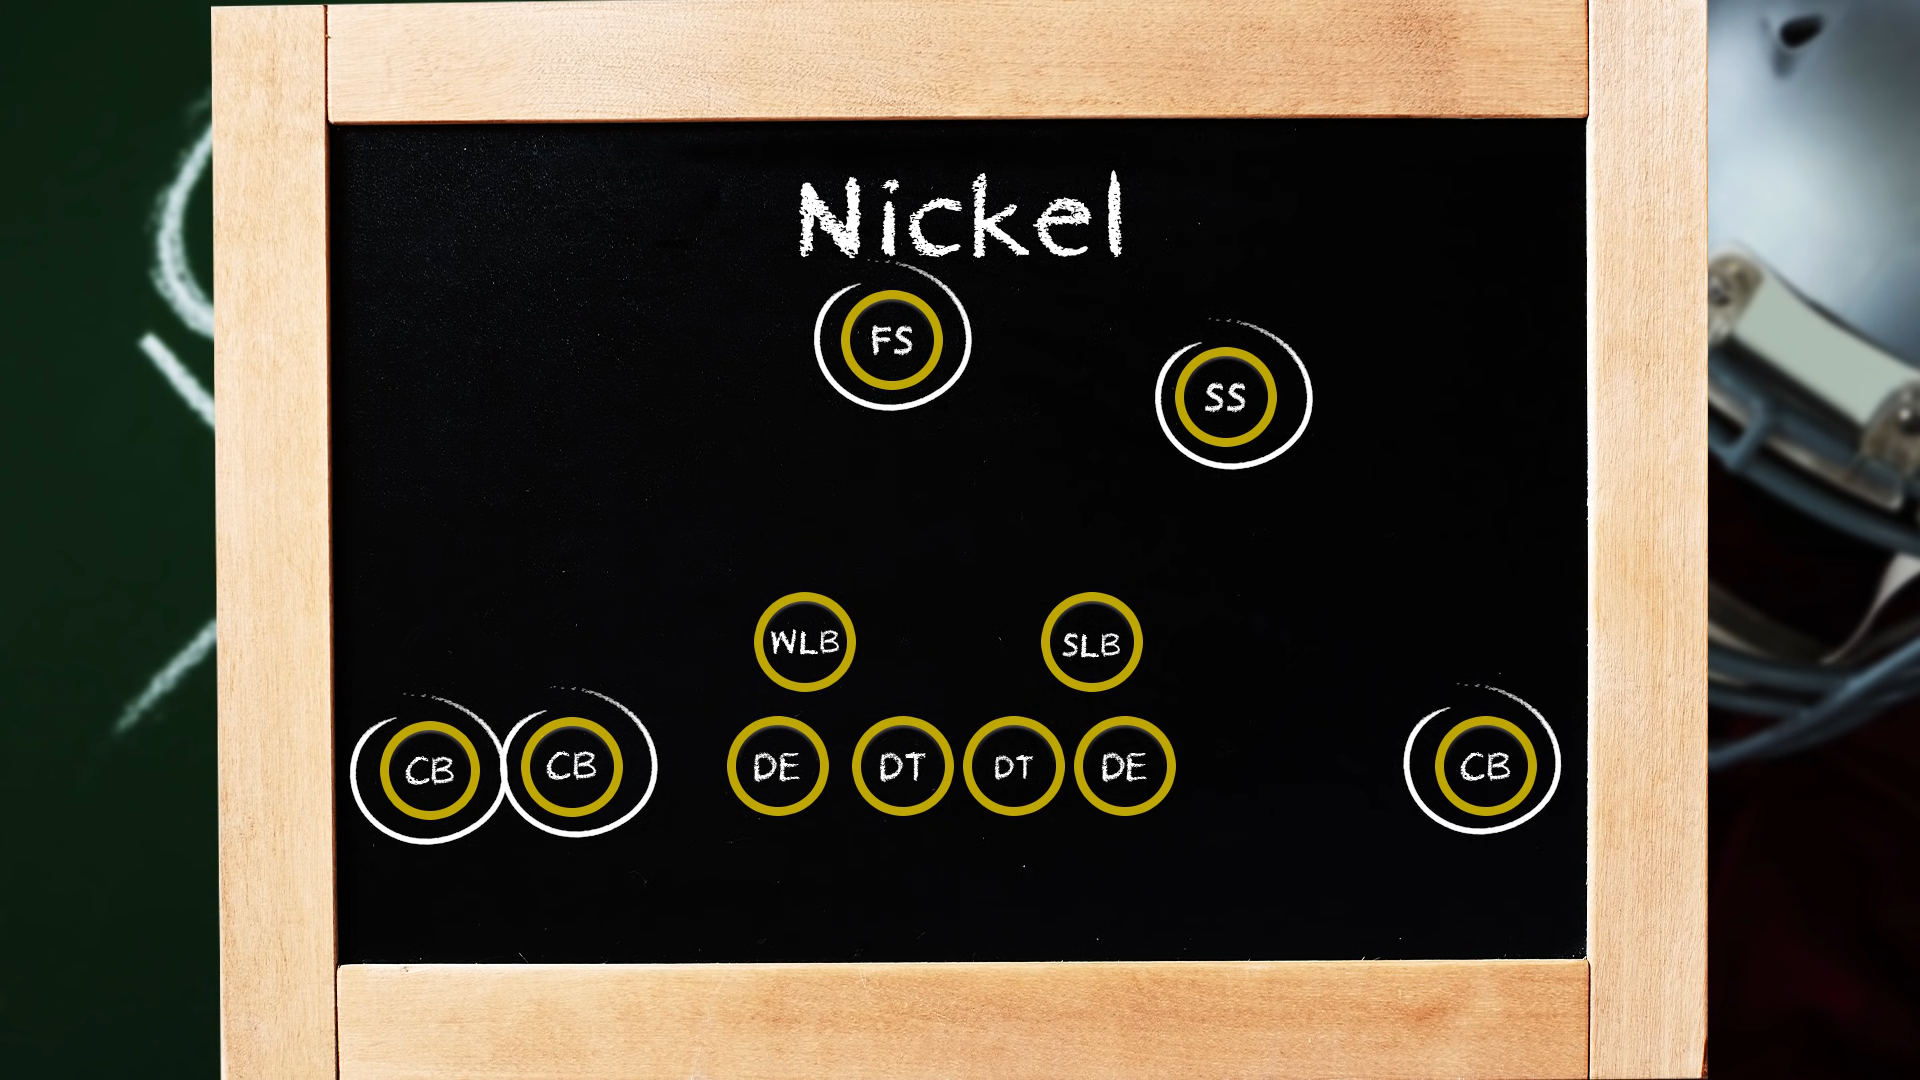 Nickel
FS
SS
WLB SLB
CB CB DE DT DT DE CB